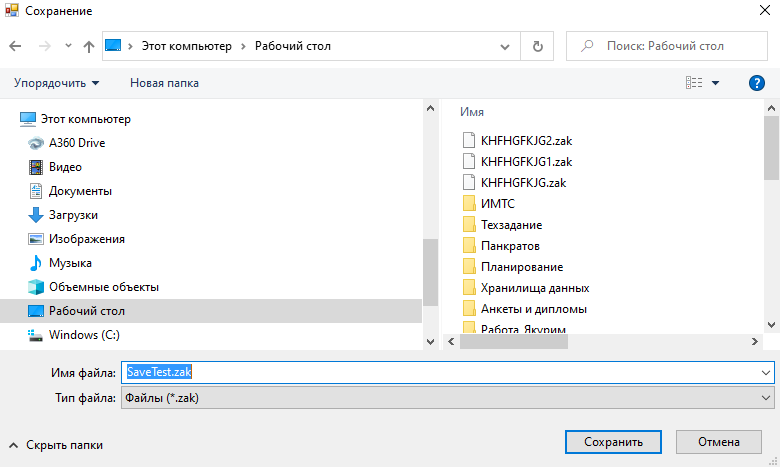 Сохранение
Этот компьютер
Рабочий стол
Поиск: Рабочий стол
Упорядочить
Новая папка
?
Этот компьютер
A360 Drive
Видео
Документы
Загрузки
Изображения
Музыка
Объемные объекты
Рабочий стол
Windows (C:)
Имя
KHFHGFKJG2.zak
KHFHGFKJG1.zak
KHFHGFKJG.zak
ИМТС
Техзадание
Панкратов
Планирование
Хранилища данных
Анкеты и дипломы
Работа_Якурим
Имя файла:
SaveTest.zak
Тип файла:
Файлы (*.zak)
Скрыть папки
Сохранить
Отмена